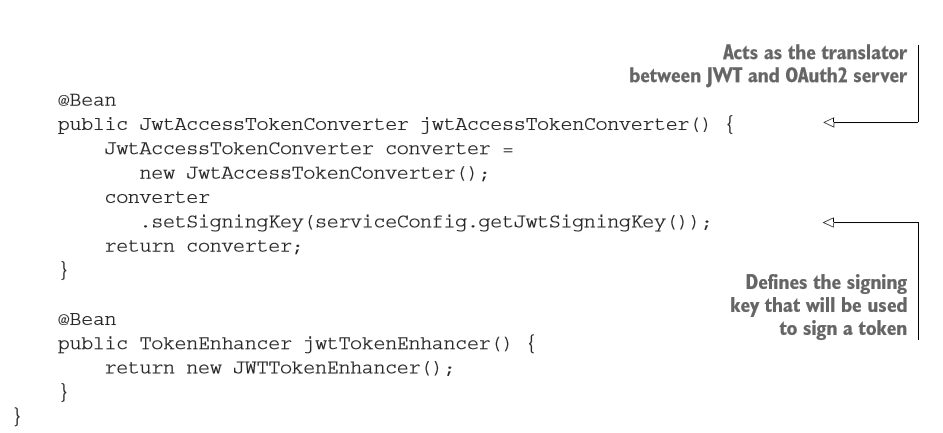 Acts as the translator
between JWT and OAuth2 server
@Bean
public JwtAccessTokenConverter jwtAccessTokenConverter() {
JwtAccessTokenConverter converter =
new JwtAccessTokenConverter();
converter
.setSigningKey(serviceConfig.getJwtSigningKey());
return converter;
}
Defines the signing
key that will be used
to sign a token
@Bean
public TokenEnhancer jwtTokenEnhancer() {
return new JWTTokenEnhancer();
}
}